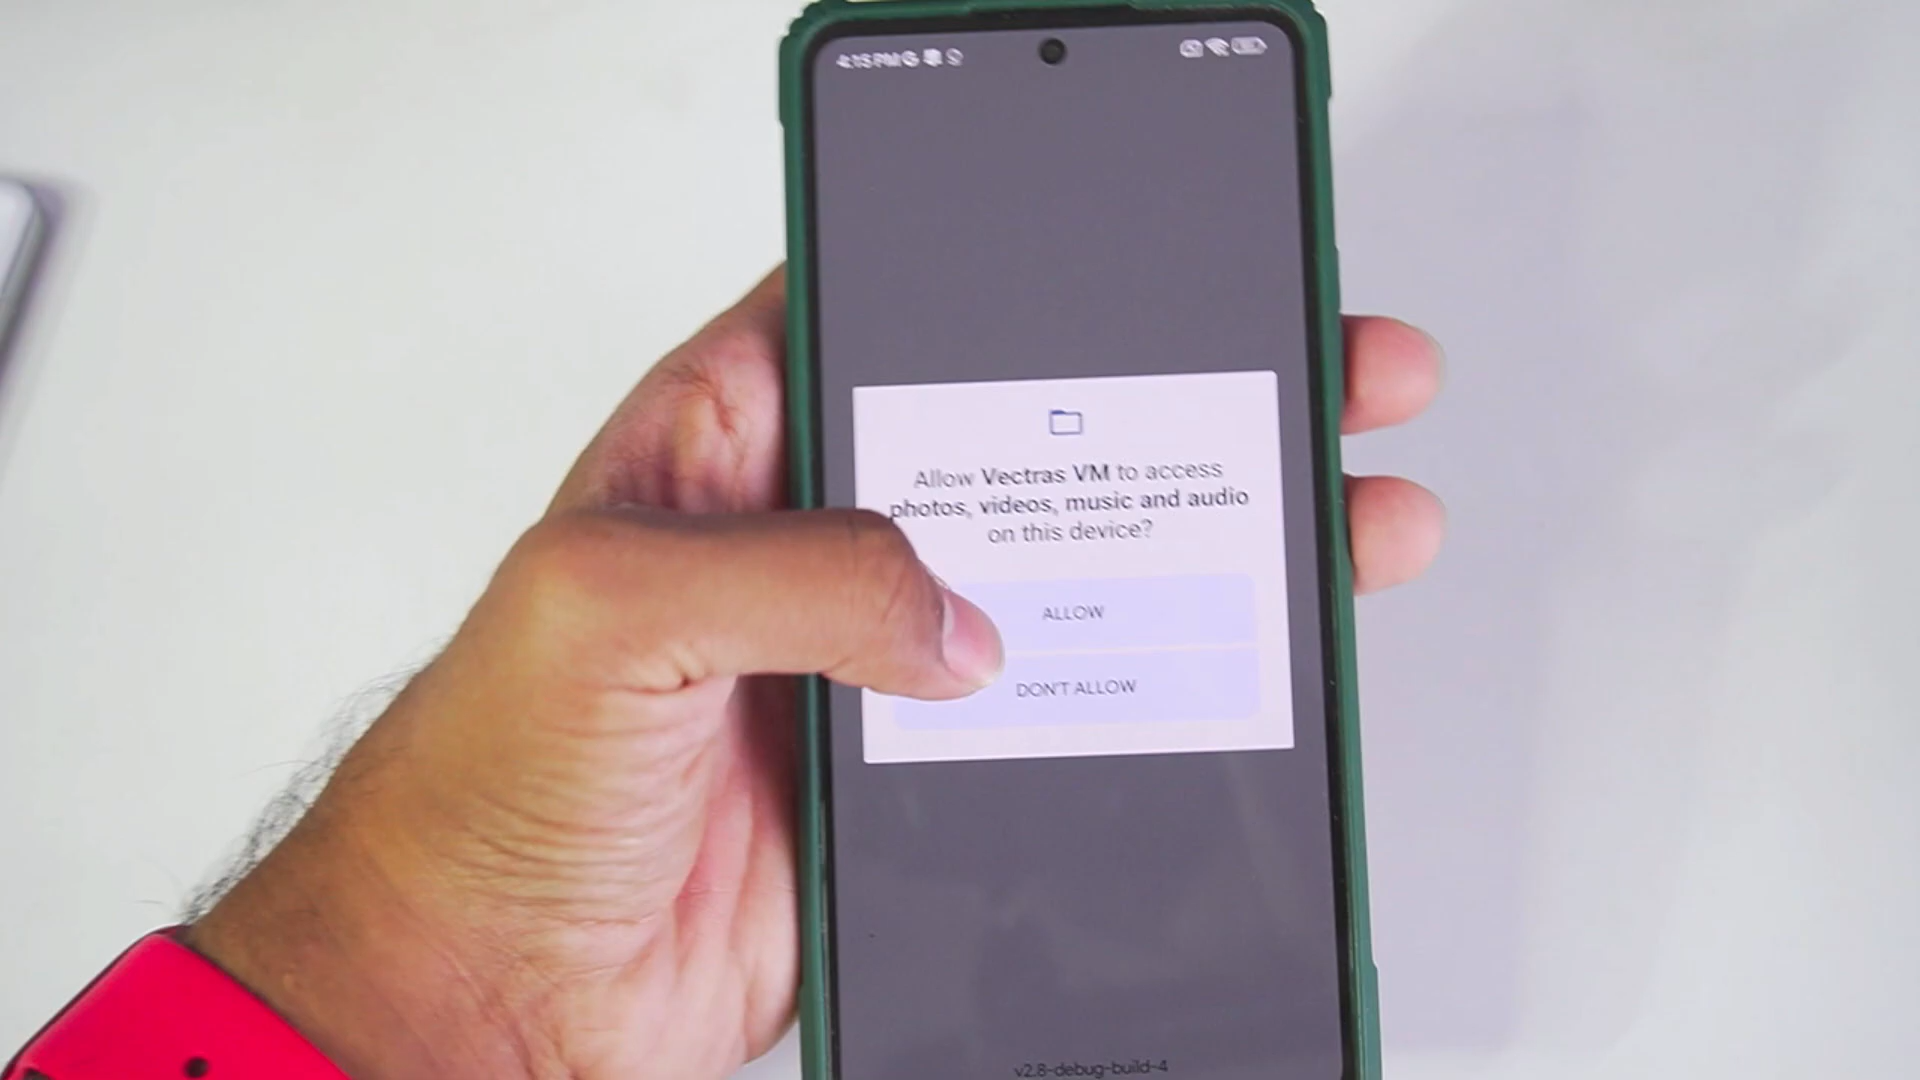 4:15 PM G
Allow Vectras VM to access
photos, videos, music and audio
on this device?
ALLOW
DON'T ALLOW
v2.8-debug-build-4